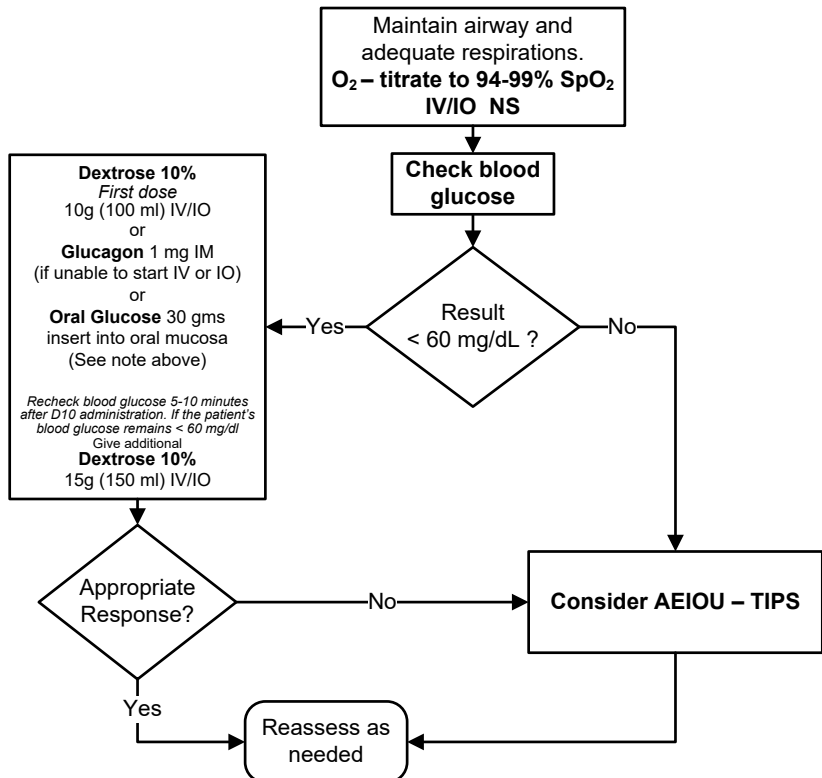 Maintain airway and
adequate respirations.
O₂ – titrate to 94-99% SpO₂
IV/IO  NS
Check blood
glucose
Result
< 60 mg/dL ?
Yes
No
Dextrose 10%
First dose
10g (100 ml) IV/IO
or
Glucagon 1 mg IM
(if unable to start IV or IO)
or
Oral Glucose 30 gms
insert into oral mucosa
(See note above)
Recheck blood glucose 5-10 minutes
after D10 administration. If the patient's
blood glucose remains < 60 mg/dl
Give additional
Dextrose 10%
15g (150 ml) IV/IO
Appropriate
Response?
No
Consider AEIOU – TIPS
Yes
Reassess as
needed